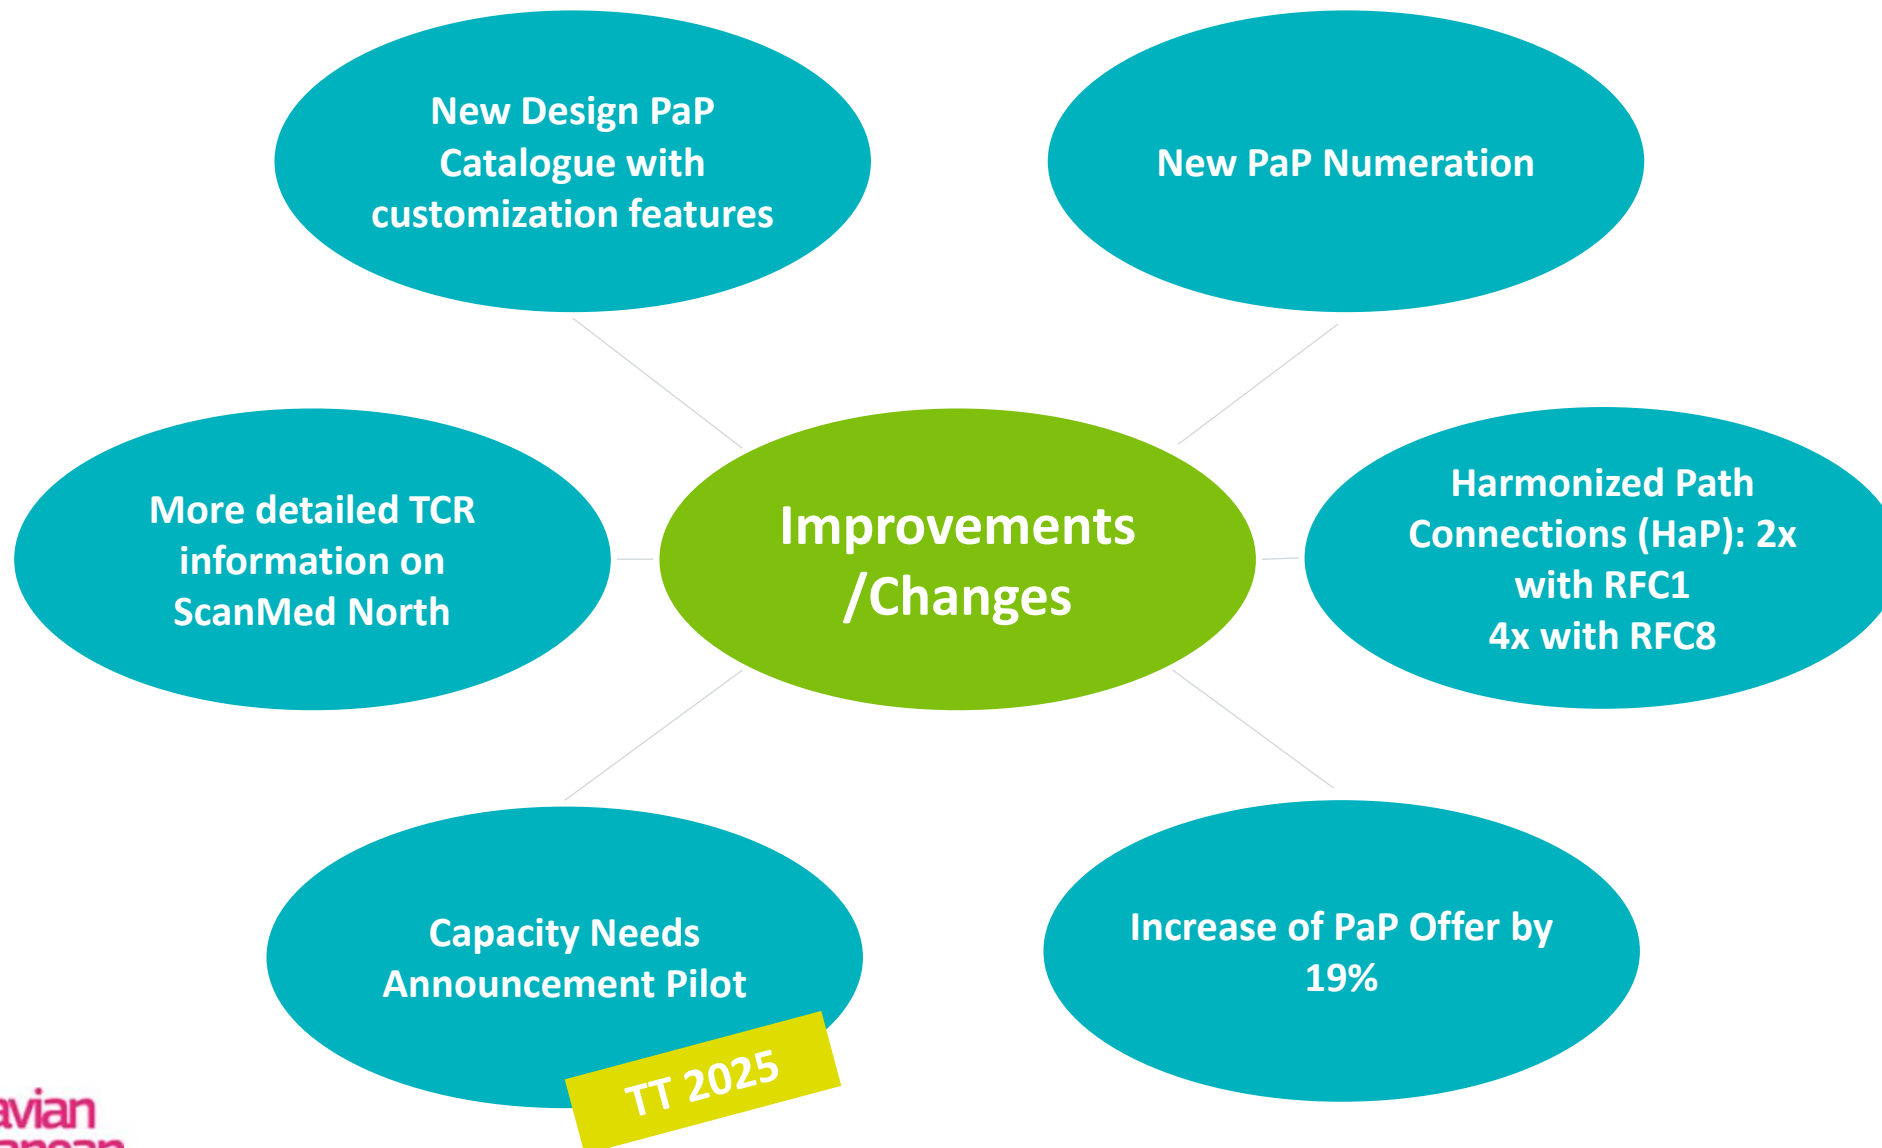 New Design PaP
Catalogue with
customization features
New PaP Numeration
More detailed TCR
information on
ScanMed North
Improvements
/Changes
Harmonized Path
Connections (HaP): 2x
with RFC1
4x with RFC8
Capacity Needs
Announcement Pilot
TT 2025
Increase of PaP Offer by
19%
avian